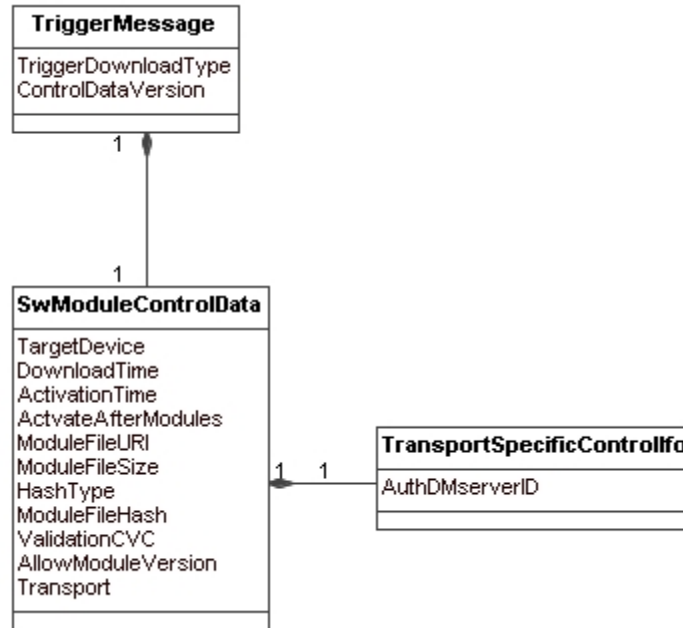 TriggerMessage
TriggerDownloadType
ControlDataVersion
1
1
SwModuleControlData
TargetDevice
DownloadTime
ActivationTime
ActvateAfterModules
ModuleFileURI
ModuleFileSize
HashType
ModuleFileHash
ValidationCVC
AllowModuleVersion
Transport
1 1
TransportSpecificControlIfo
AuthDMserverID